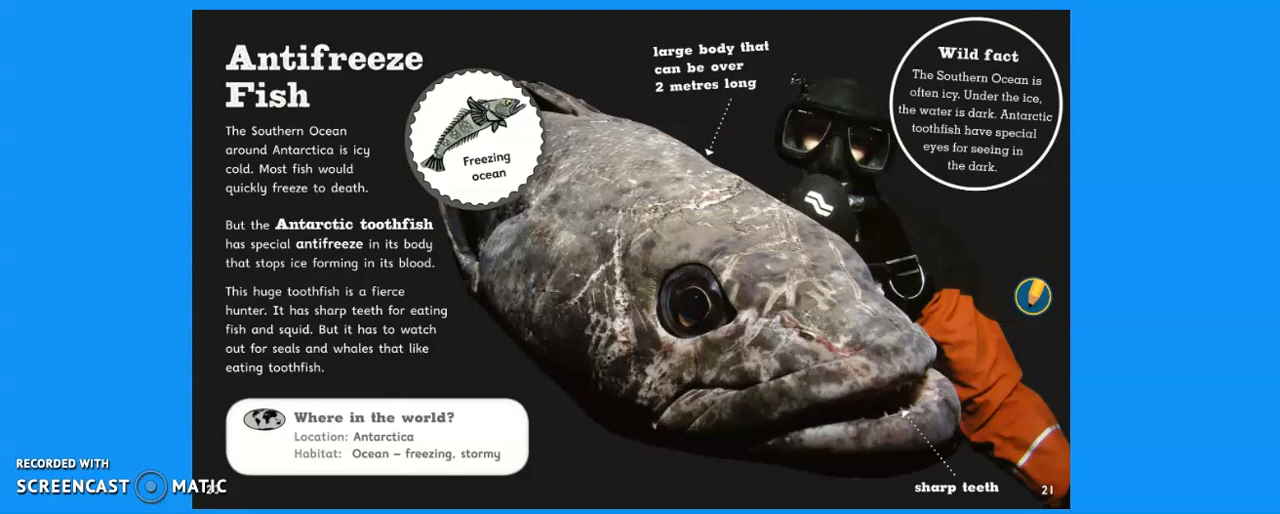 Antifreeze
Fish
The Southern Ocean
around Antarctica is icy
cold. Most fish would
quickly freeze to death.
But the Antarctic toothfish
has special antifreeze in its body
that stops ice forming in its blood.
This huge toothfish is a fierce
hunter. It has sharp teeth for eating
fish and squid. But it has to watch
out for seals and whales that like
eating toothfish.
Freezing
ocean
large body that
can be over
2 metres long
Wild fact
The Southern Ocean is
often icy. Under the ice,
the water is dark. Antarctic
toothfish have special
eyes for seeing in
the dark.
Where in the world?
Location: Antarctica
Habitat: Ocean – freezing, stormy
sharp teeth
21
RECORDED WITH
SCREENCAST MATIC